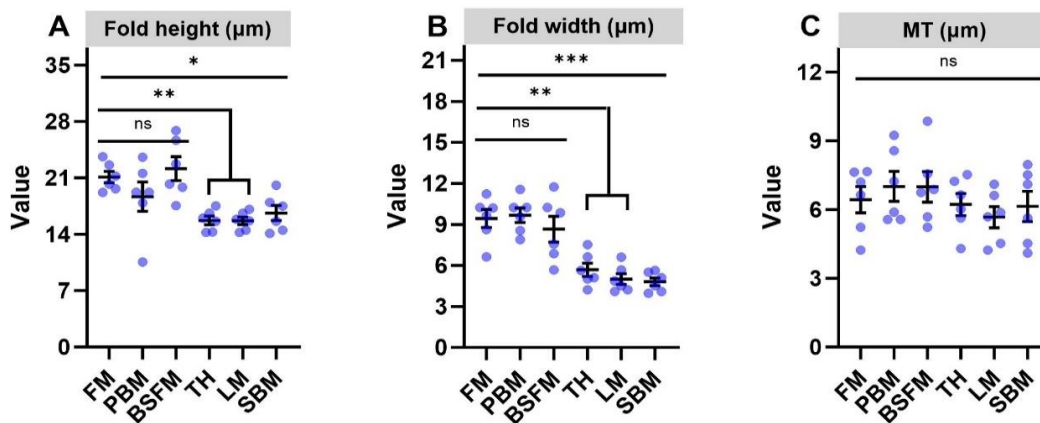 A Fold height (µm)
Value
35
28
21
14
7
0
*
**
ns
FM
PBM
BSFM
TH
LM
SBM
B Fold width (µm)
Value
21
18
15
12
9
6
3
0
***
**
ns
FM
PBM
BSFM
TH
LM
SBM
C MT (µm)
Value
12
9
6
3
0
ns
FM
PBM
BSFM
TH
LM
SBM